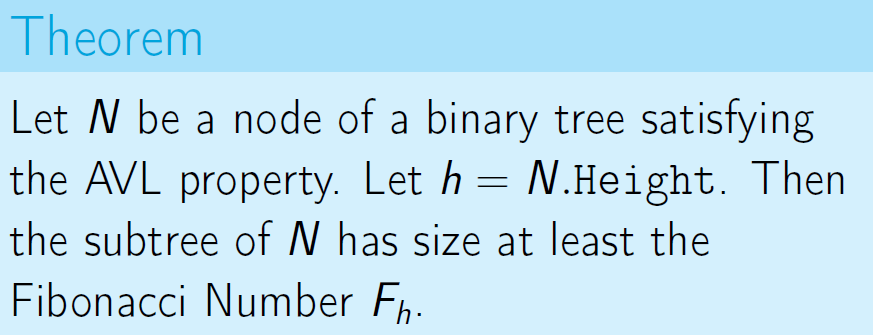 Theorem
Let N be a node of a binary tree satisfying
the AVL property. Let h = N.Height. Then
the subtree of N has size at least the
Fibonacci Number Fₕ.